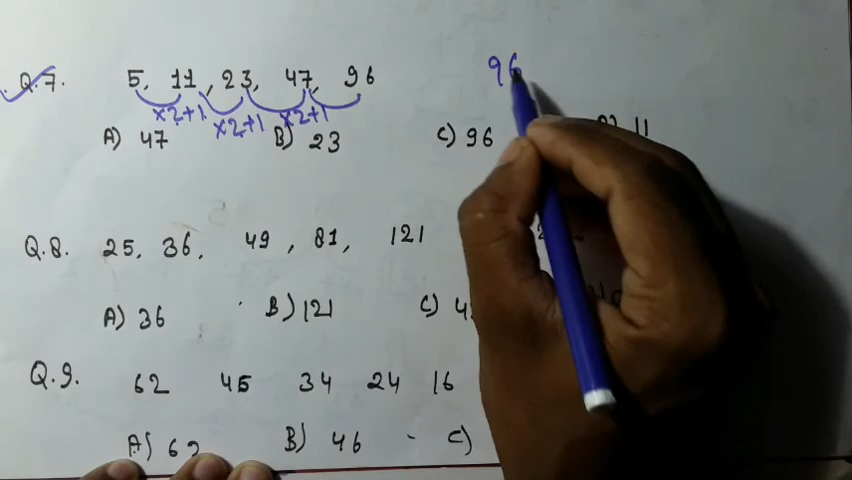 96
Q.7. 5, 11, 23, 47, 96
×2+1 ×2+1 ×2+1
A) 47 B) 23 C) 96 11
Q.8. 25, 36, 49, 81, 121
A) 36 B) 121 C)
Q.9. 62 45 34 24 16
A) 62 B) 46 C)